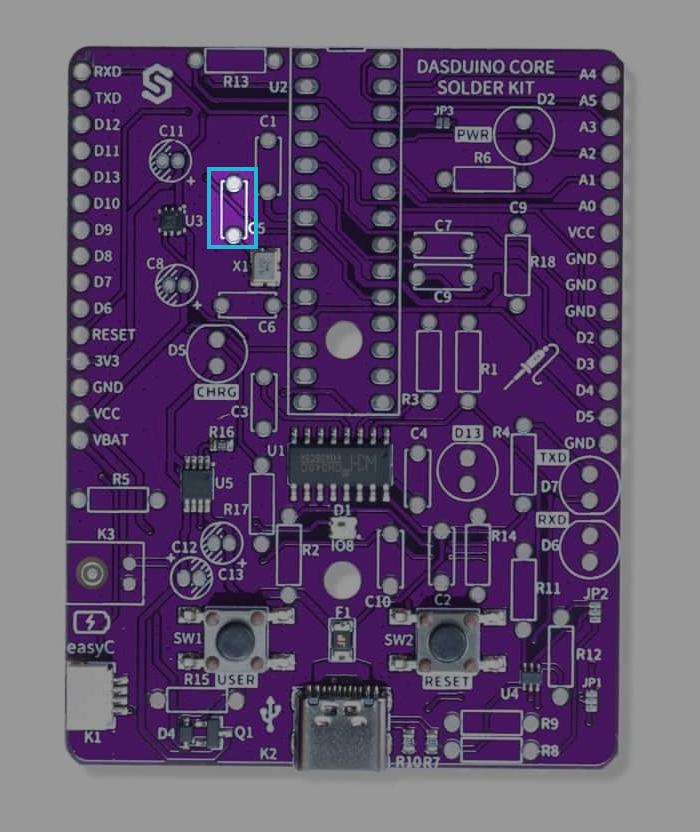 RXD
TXD
D12
D11
D13
D10
D9
D8
D7
D6
RESET
3V3
GND
VCC
VBAT
R13
U2
C1
C11
+
U3
C5
X1
C8
+
C6
D5
CHRG
C3
R16
U1
U5
R5
R17
K3
C12
+
C13
DASDUINO CORE
SOLDER KIT
JP3
D2
PWR
R6
C7
C9
C9
R18
R3
R1
A4
A5
A3
A2
A1
A0
VCC
GND
GND
GND
D2
D3
D4
D5
GND
CH340C
C4
D13
R4
TXD
D7
RXD
D6
D1
IO8
R2
R14
C10
C2
R11
JP2
R12
JP1
U4
easyC
K1
SW1
USER
R15
D4
Q1
F1
SW2
RESET
K2
R10
R7
R9
R8